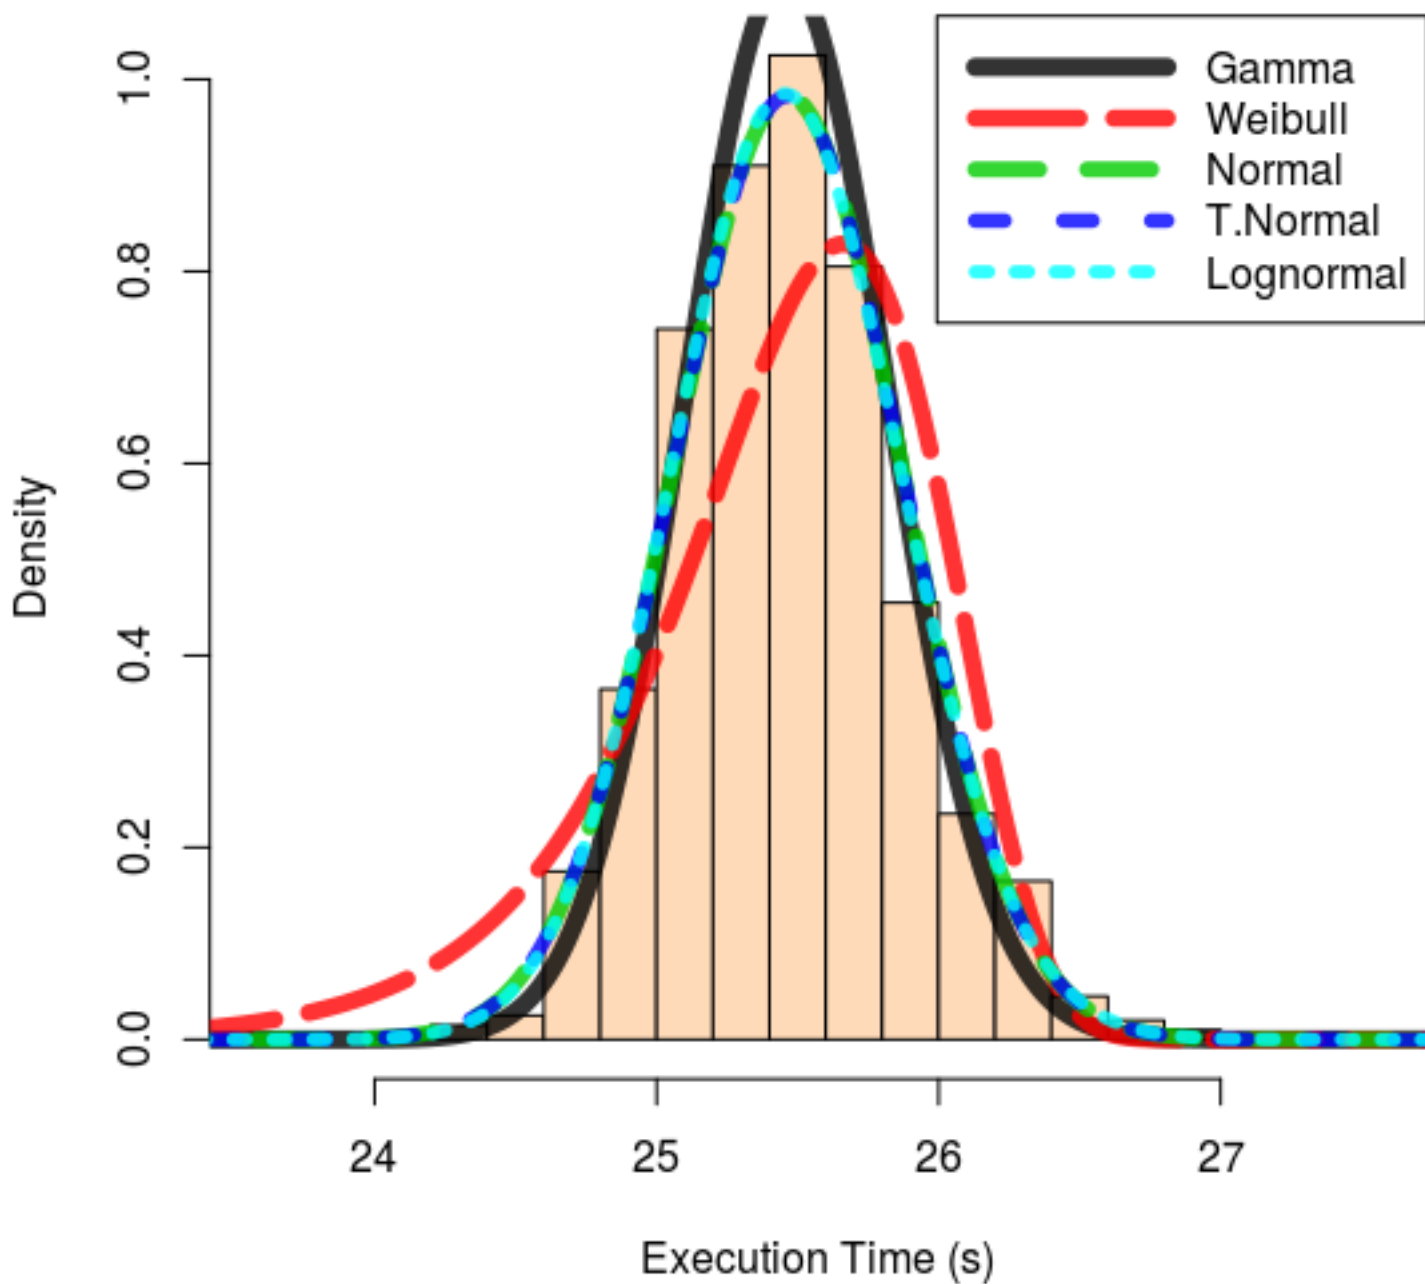 Gamma
Weibull
Normal
T.Normal
Lognormal
Density
1.0
0.8
0.6
0.4
0.2
0.0
24 25 26 27
Execution Time (s)